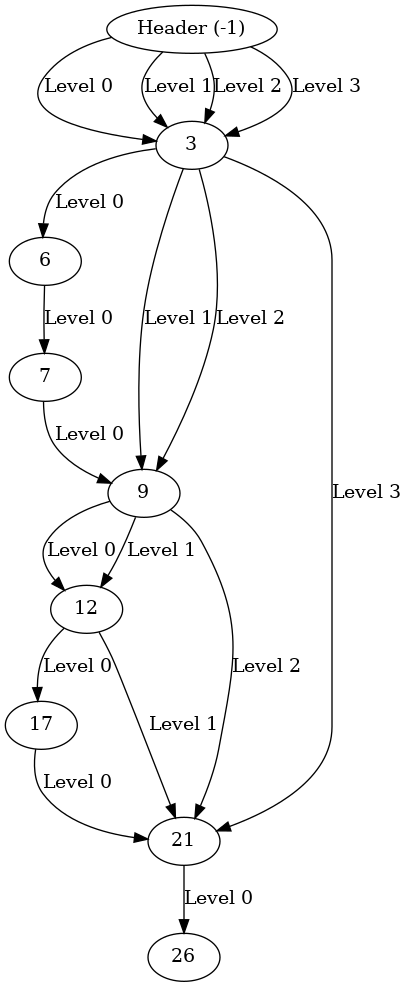 Header (-1)
Level 0 Level 1 Level 2 Level 3
3
Level 0
6
Level 0 Level 1 Level 2
7
Level 0
Level 3
9
Level 0 Level 1
12
Level 0 Level 2
17
Level 1
Level 0
21
Level 0
26